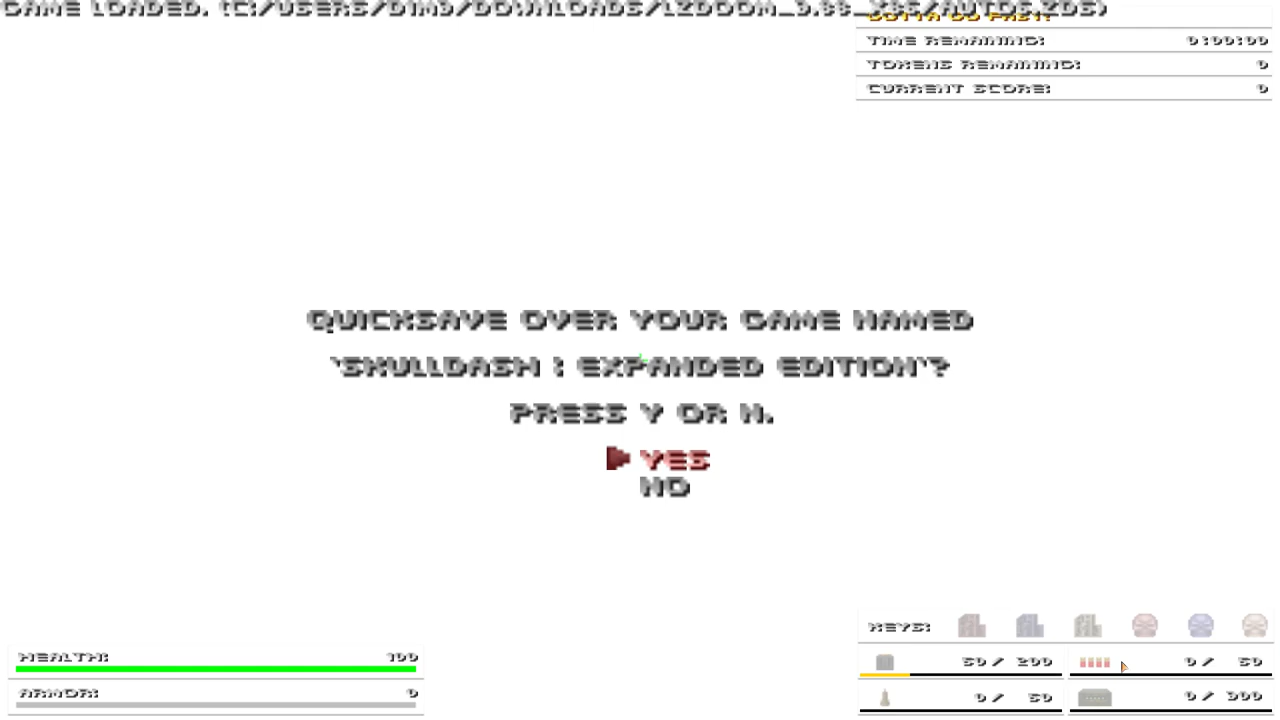 GAME LOADED. (C:/USERS/D1MD/DOWNLOADS/LZDOOM_3.88_X86/AUTO5.ZDS)
GOTTA GO FAST!
TIME REMAINING: 0:00:00
TOKENS REMAINING: 0
CURRENT SCORE: 0
QUICKSAVE OVER YOUR GAME NAMED
'SKULLDASH : EXPANDED EDITION'?
PRESS Y OR N.
YES
NO
KEYS:
HEALTH: 100
50 / 200
0 / 50
ARMOR: 0
0 / 50
0 / 300